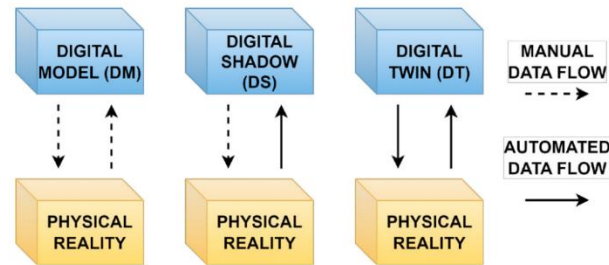 DIGITAL
MODEL (DM)
DIGITAL
SHADOW
(DS)
DIGITAL
TWIN (DT)
MANUAL
DATA FLOW
AUTOMATED
DATA FLOW
PHYSICAL
REALITY
PHYSICAL
REALITY
PHYSICAL
REALITY